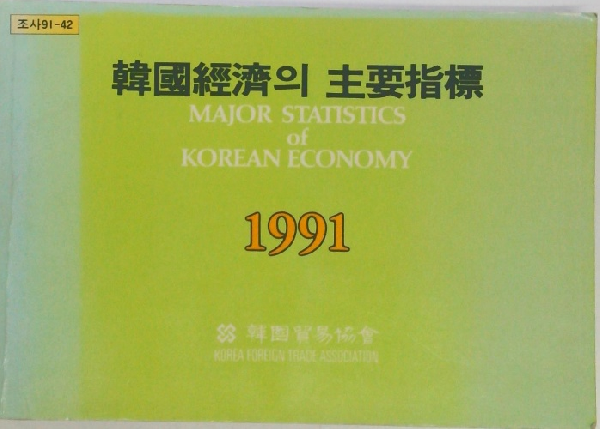 조사91-42
韓國經濟의 主要指標
MAJOR STATISTICS
of
KOREAN ECONOMY
1991
韓國貿易協會
KOREA FOREIGN TRADE ASSOCIATION